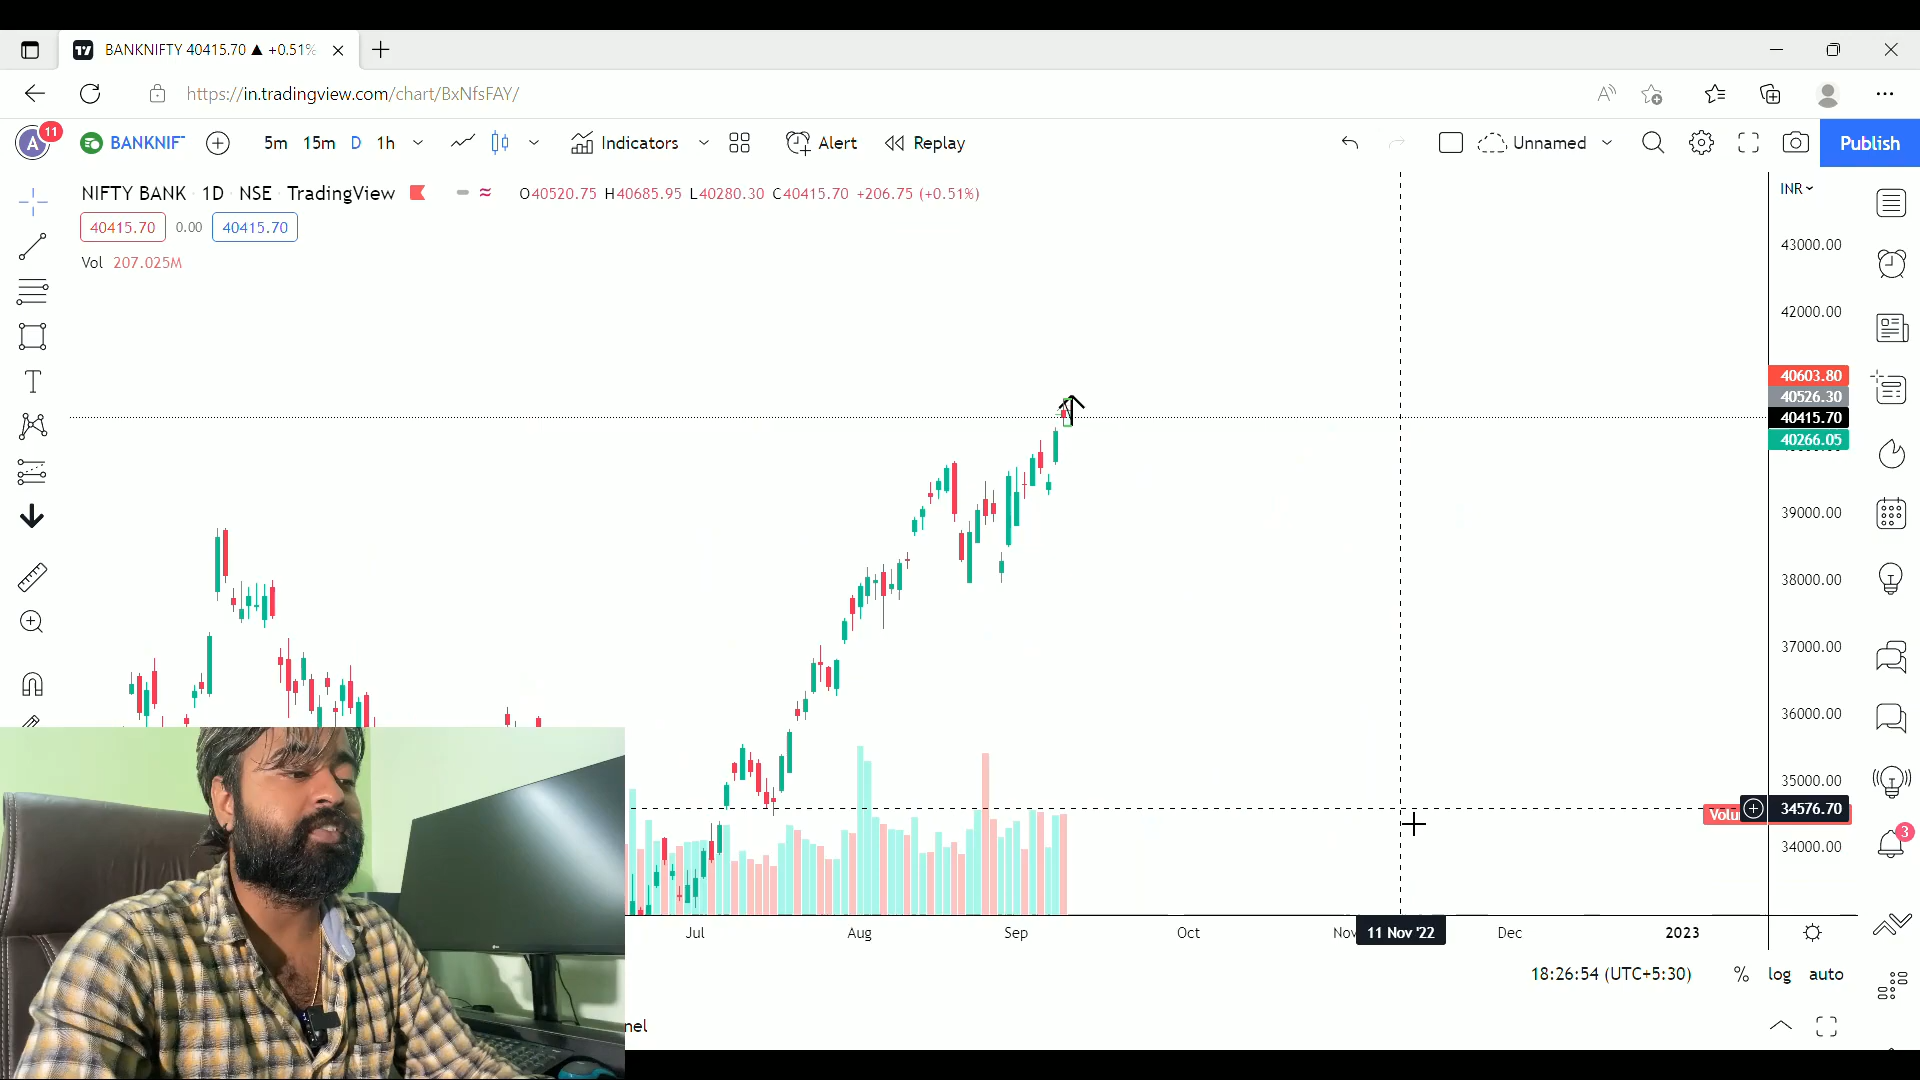 BANKNIFTY 40415.70 ▲ +0.51%
https://in.tradingview.com/chart/BxNfsFAY/
A 11 BANKNIF 5m 15m D 1h Indicators Alert Replay Unnamed Publish
NIFTY BANK 1D NSE TradingView O40520.75 H40685.95 L40280.30 C40415.70 +206.75 (+0.51%)
INR
40415.70 0.00 40415.70
Vol 207.025M
43000.00
42000.00
40603.80
40526.30
40415.70
40266.05
39000.00
38000.00
37000.00
36000.00
35000.00
Volu 34576.70
3
34000.00
Jul Aug Sep Oct Nov 11 Nov '22 Dec 2023
18:26:54 (UTC+5:30) % log auto
nel